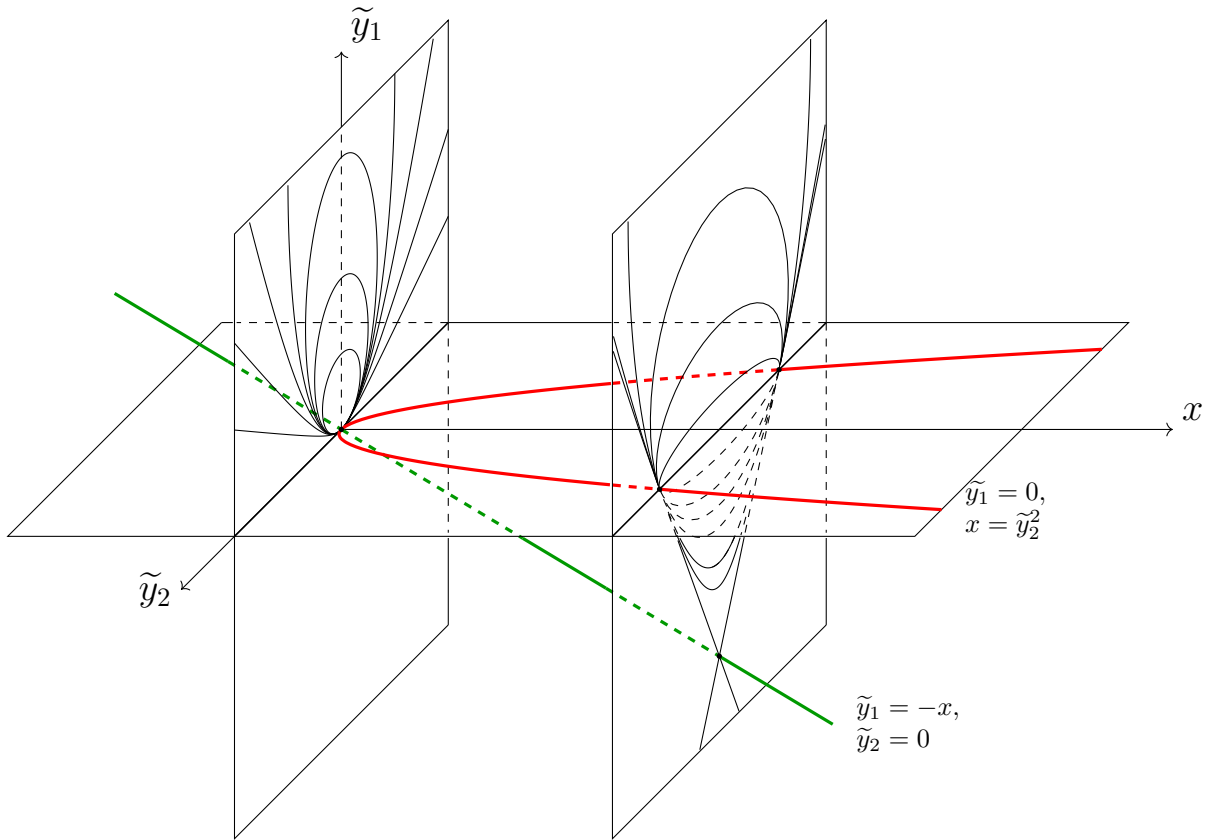 ỹ₁
x
ỹ₁ = 0,
x = ỹ₂²
ỹ₂
ỹ₁ = −x,
ỹ₂ = 0